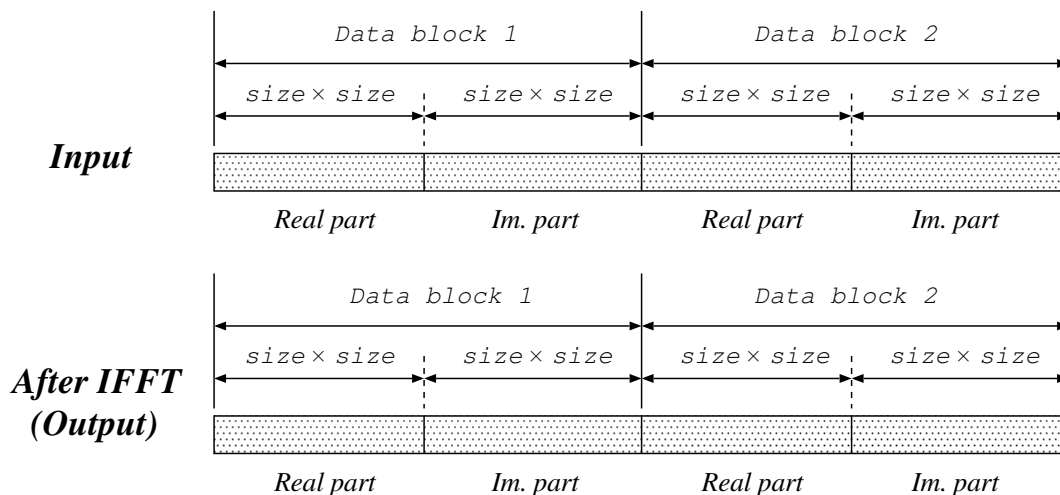 Data block 1 Data block 2
size × size size × size size × size size × size
Input
Real part Im. part Real part Im. part
Data block 1 Data block 2
size × size size × size size × size size × size
After IFFT
(Output)
Real part Im. part Real part Im. part